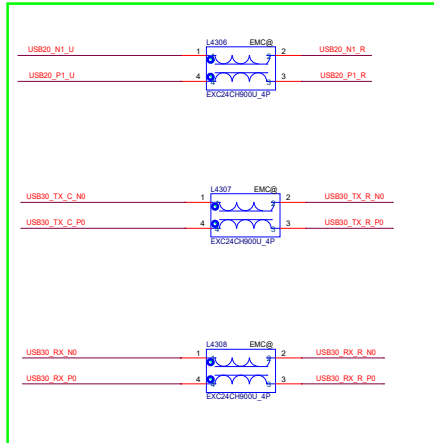 L4306 EMC@
USB20_N1_U 1 2 USB20_N1_R
USB20_P1_U 4 3 USB20_P1_R
EXC24CH900U_4P
L4307 EMC@
USB30_TX_C_N0 1 2 USB30_TX_R_N0
USB30_TX_C_P0 4 3 USB30_TX_R_P0
EXC24CH900U_4P
L4308 EMC@
USB30_RX_N0 1 2 USB30_RX_R_N0
USB30_RX_P0 4 3 USB30_RX_R_P0
EXC24CH900U_4P